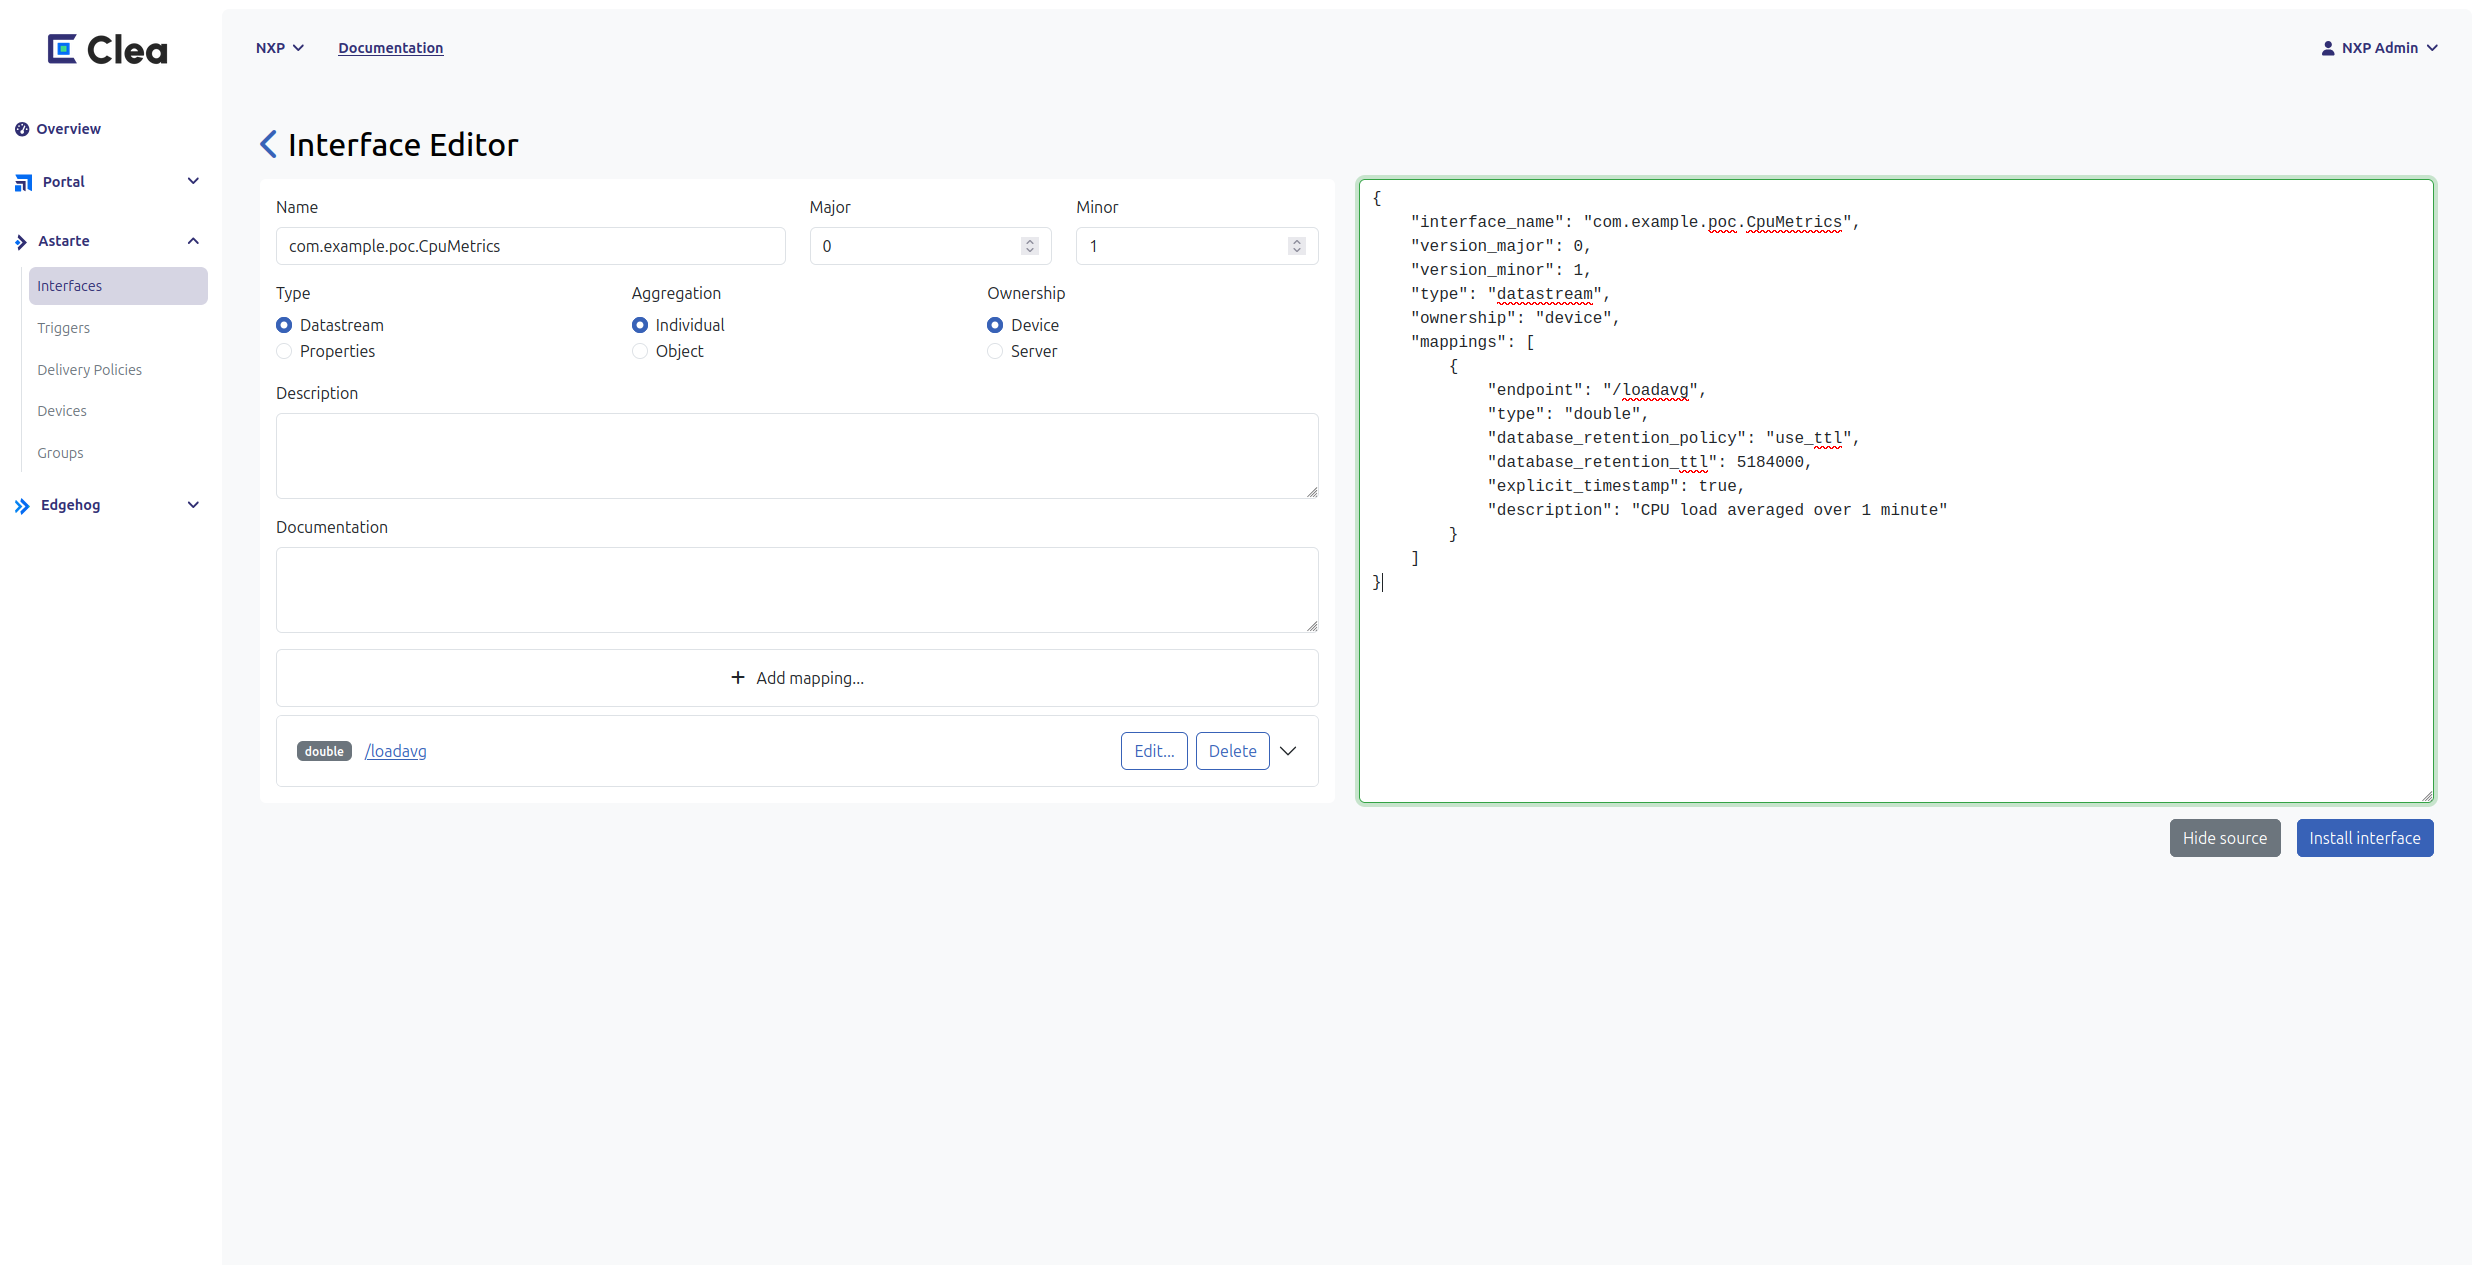 Clea
NXP
Documentation
NXP Admin
Overview
Portal
Astarte
Interfaces
Triggers
Delivery Policies
Devices
Groups
Edgehog
Interface Editor
Name
Major
Minor
com.example.poc.CpuMetrics
0
1
Type
Aggregation
Ownership
Datastream
Individual
Device
Properties
Object
Server
Description
Documentation
+ Add mapping...
double /loadavg Edit... Delete
{
    "interface_name": "com.example.poc.CpuMetrics",
    "version_major": 0,
    "version_minor": 1,
    "type": "datastream",
    "ownership": "device",
    "mappings": [
        {
            "endpoint": "/loadavg",
            "type": "double",
            "database_retention_policy": "use_ttl",
            "database_retention_ttl": 5184000,
            "explicit_timestamp": true,
            "description": "CPU load averaged over 1 minute"
        }
    ]
}
Hide source
Install interface